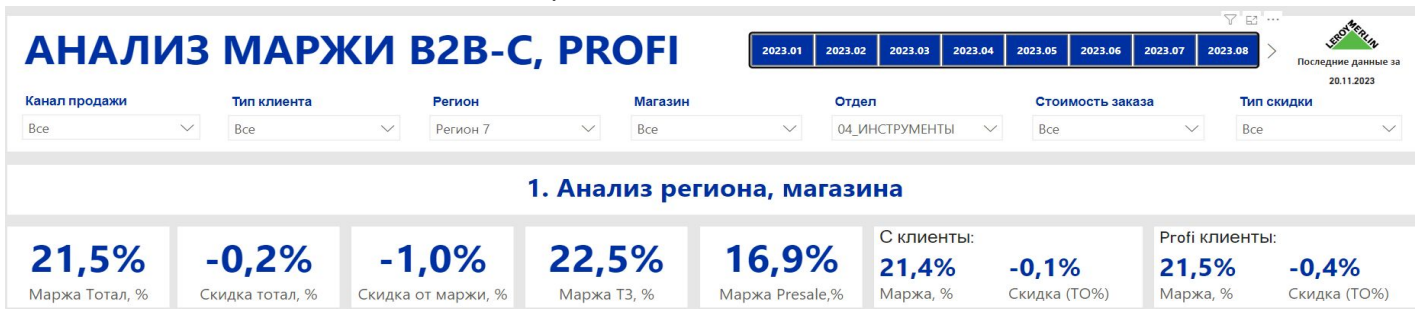 АНАЛИЗ МАРЖИ B2B-C, PROFI
2023.01 2023.02 2023.03 2023.04 2023.05 2023.06 2023.07 2023.08
LEROY MERLIN
Последние данные за
20.11.2023
Канал продажи Тип клиента Регион Магазин Отдел Стоимость заказа Тип скидки
Все Все Регион 7 Все 04_ИНСТРУМЕНТЫ Все Все
1. Анализ региона, магазина
С клиенты: Profi клиенты:
21,5% -0,2% -1,0% 22,5% 16,9% 21,4% -0,1% 21,5% -0,4%
Маржа Тотал, % Скидка тотал, % Скидка от маржи, % Маржа ТЗ, % Маржа Presale,% Маржа, % Скидка (ТО%) Маржа, % Скидка (ТО%)